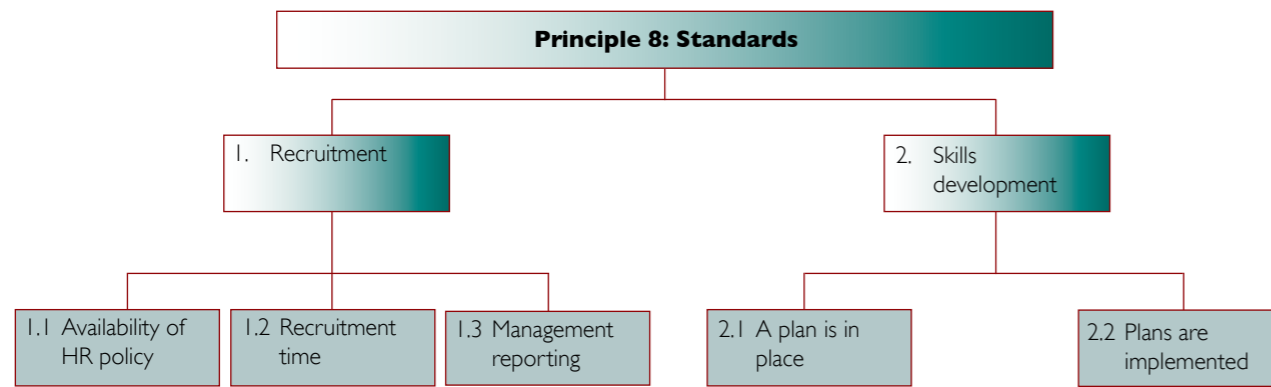 Principle 8: Standards
1. Recruitment
2. Skills
development
1.1 Availability of
HR policy
1.2 Recruitment
time
1.3 Management
reporting
2.1 A plan is in
place
2.2 Plans are
implemented